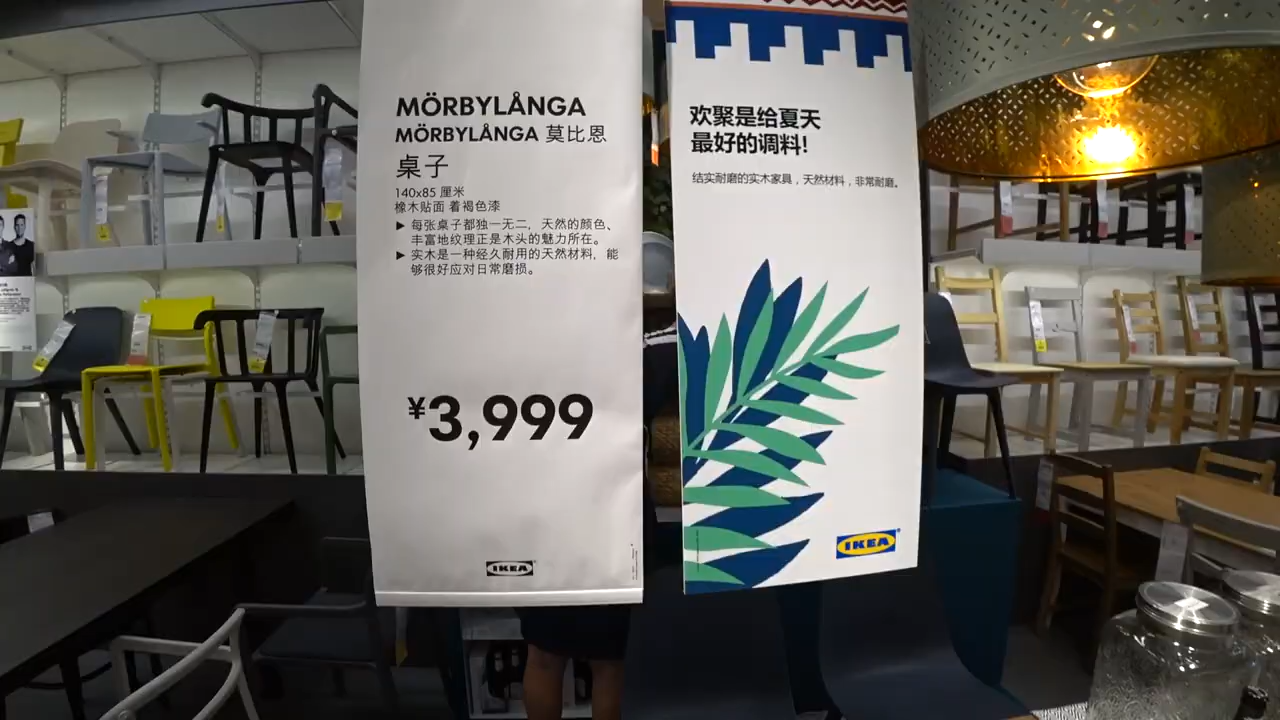 MÖRBYLÅNGA
MÖRBYLÅNGA 莫比恩
桌子
140x85 厘米
橡木贴面 着褐色漆
▶ 每张桌子都独一无二，天然的颜色、
丰富地纹理正是木头的魅力所在。
▶ 实木是一种经久耐用的天然材料，能
够很好应对日常磨损。
¥3,999
IKEA
欢聚是给夏天
最好的调料!
结实耐磨的实木家具，天然材料，非常耐磨。
IKEA